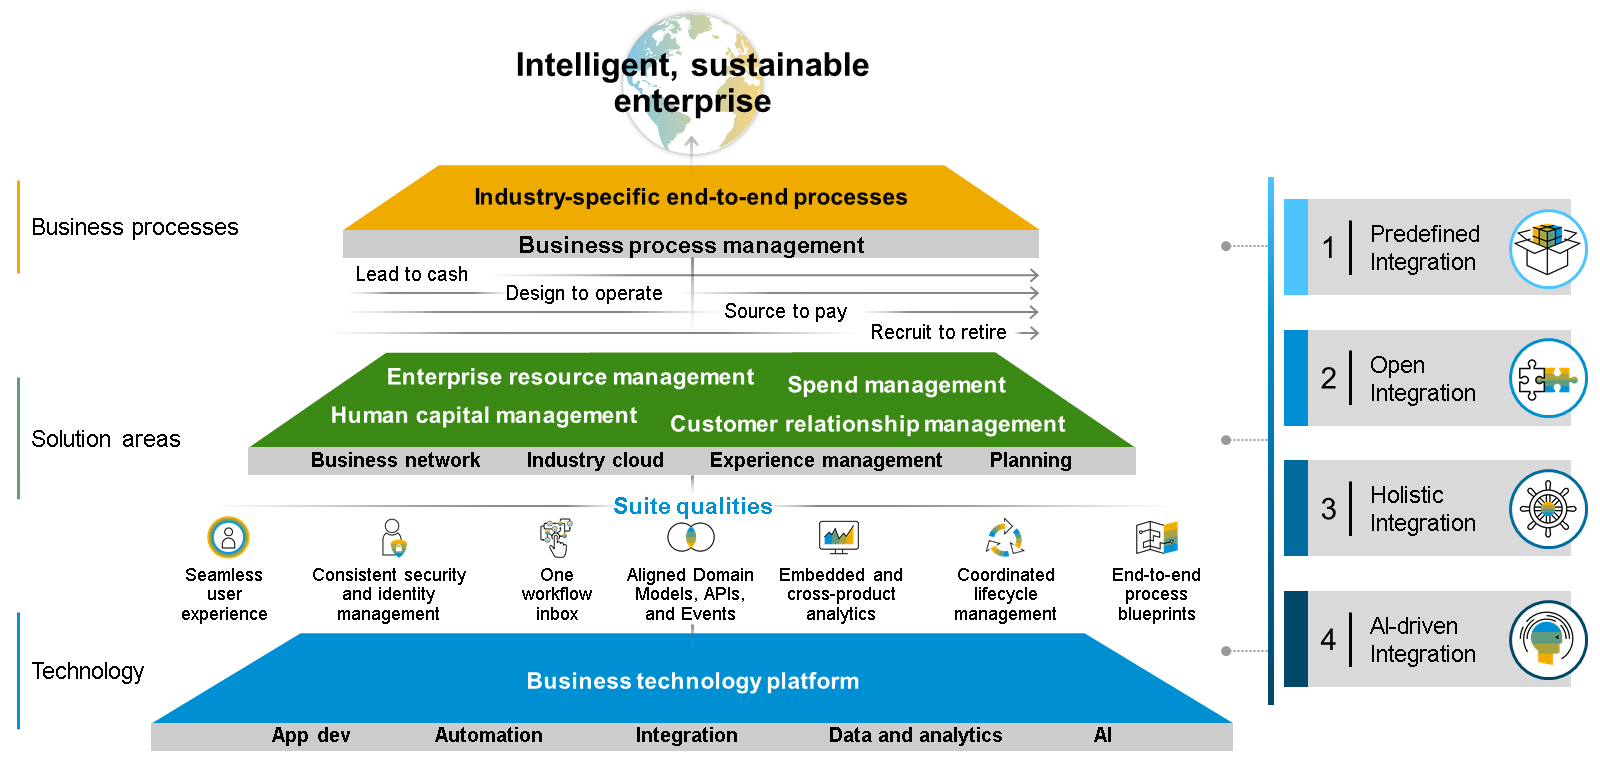 Intelligent, sustainable
enterprise
Industry-specific end-to-end processes
Business process management
Business processes
Lead to cash
Design to operate
Source to pay
Recruit to retire
Enterprise resource management
Spend management
Human capital management
Customer relationship management
Solution areas
Business network
Industry cloud
Experience management
Planning
Suite qualities
Seamless
user
experience
Consistent security
and identity
management
One
workflow
inbox
Aligned Domain
Models, APIs,
and Events
Embedded and
cross-product
analytics
Coordinated
lifecycle
management
End-to-end
process
blueprints
Technology
Business technology platform
App dev
Automation
Integration
Data and analytics
AI
1
Predefined
Integration
2
Open
Integration
3
Holistic
Integration
4
AI-driven
Integration